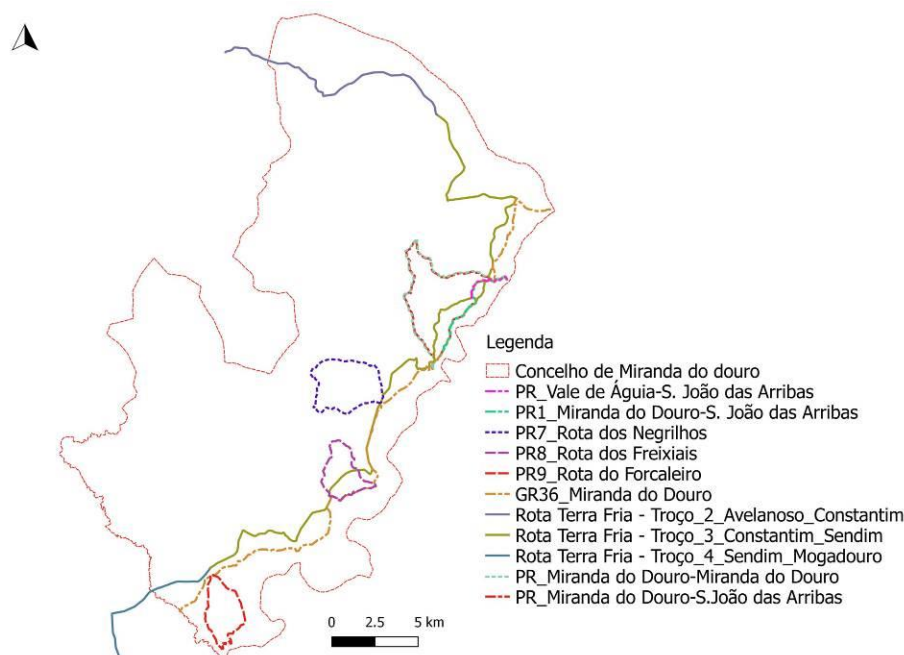 Legenda
Concelho de Miranda do douro
PR_Vale de Águia-S. João das Arribas
PR1_Miranda do Douro-S. João das Arribas
PR7_Rota dos Negrilhos
PR8_Rota dos Freixiais
PR9_Rota do Forcaleiro
GR36_Miranda do Douro
Rota Terra Fria - Troço_2_Avelanoso_Constantim
Rota Terra Fria - Troço_3_Constantim_Sendim
Rota Terra Fria - Troço_4_Sendim_Mogadouro
PR_Miranda do Douro-Miranda do Douro
PR_Miranda do Douro-S.João das Arribas
0 2.5 5 km